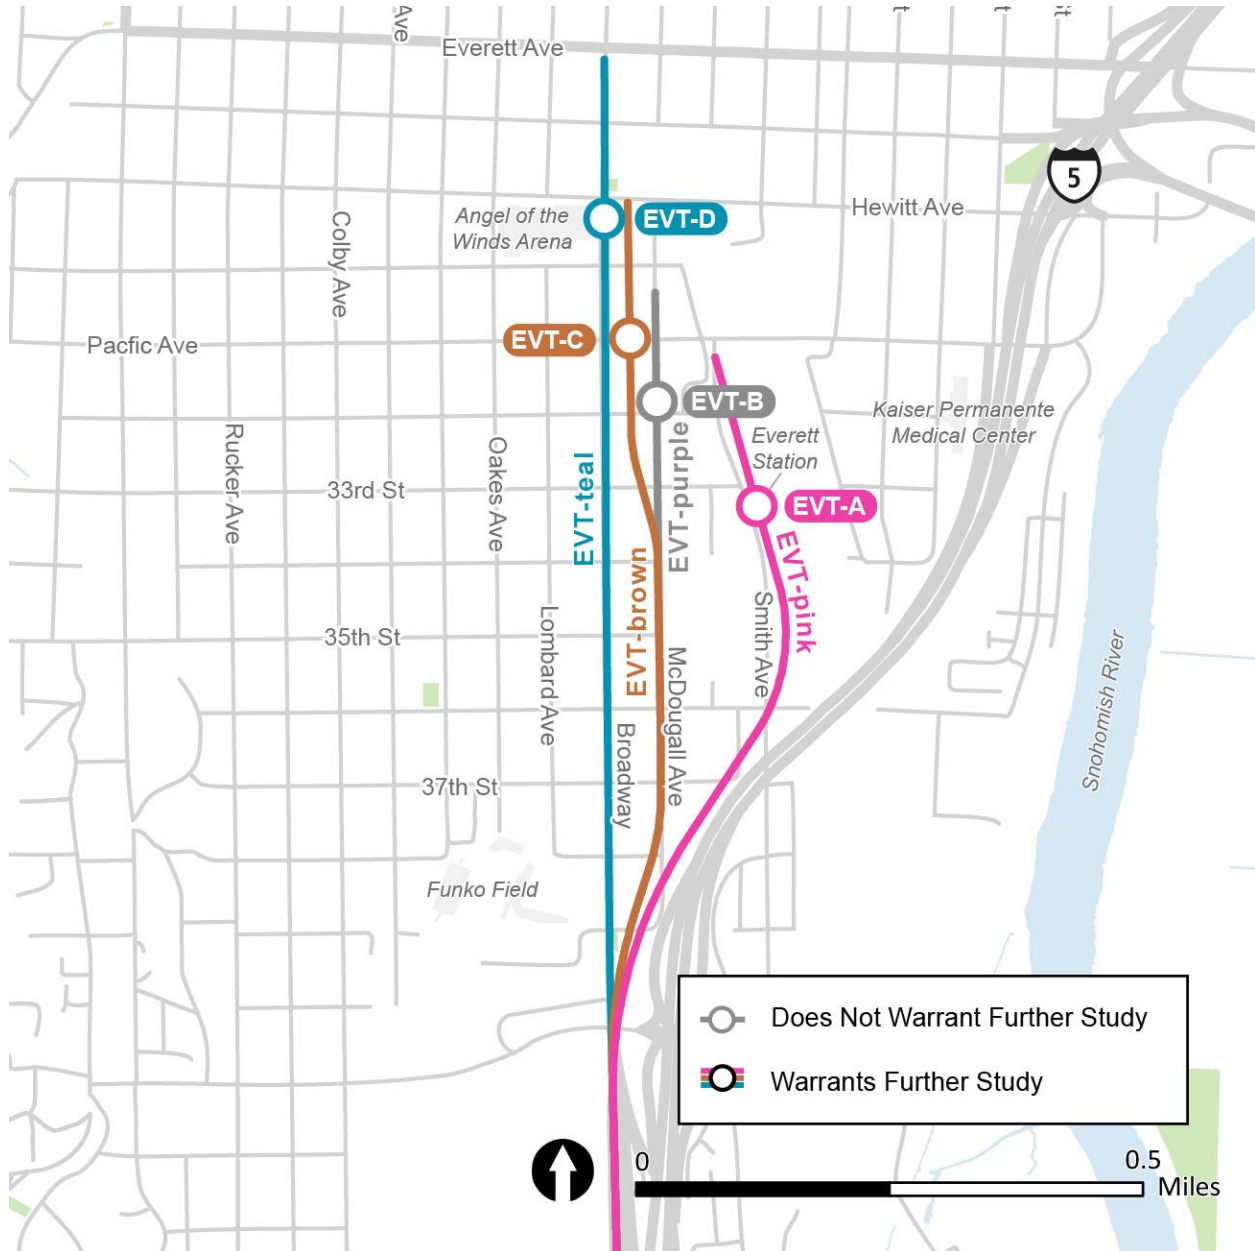 Ave
Everett Ave
5
Hewitt Ave
Angel of the
Winds Arena
EVT-D
Colby Ave
EVT-C
Pacfic Ave
EVT-B
Kaiser Permanente
Medical Center
Everett
Station
Rucker Ave
Oakes Ave
33rd St
EVT-teal
EVT-purple
EVT-A
EVT-brown
EVT-pink
Lombard Ave
Smith Ave
35th St
McDougall Ave
Snohomish River
Broadway
37th St
Funko Field
Does Not Warrant Further Study
Warrants Further Study
0
0.5
Miles